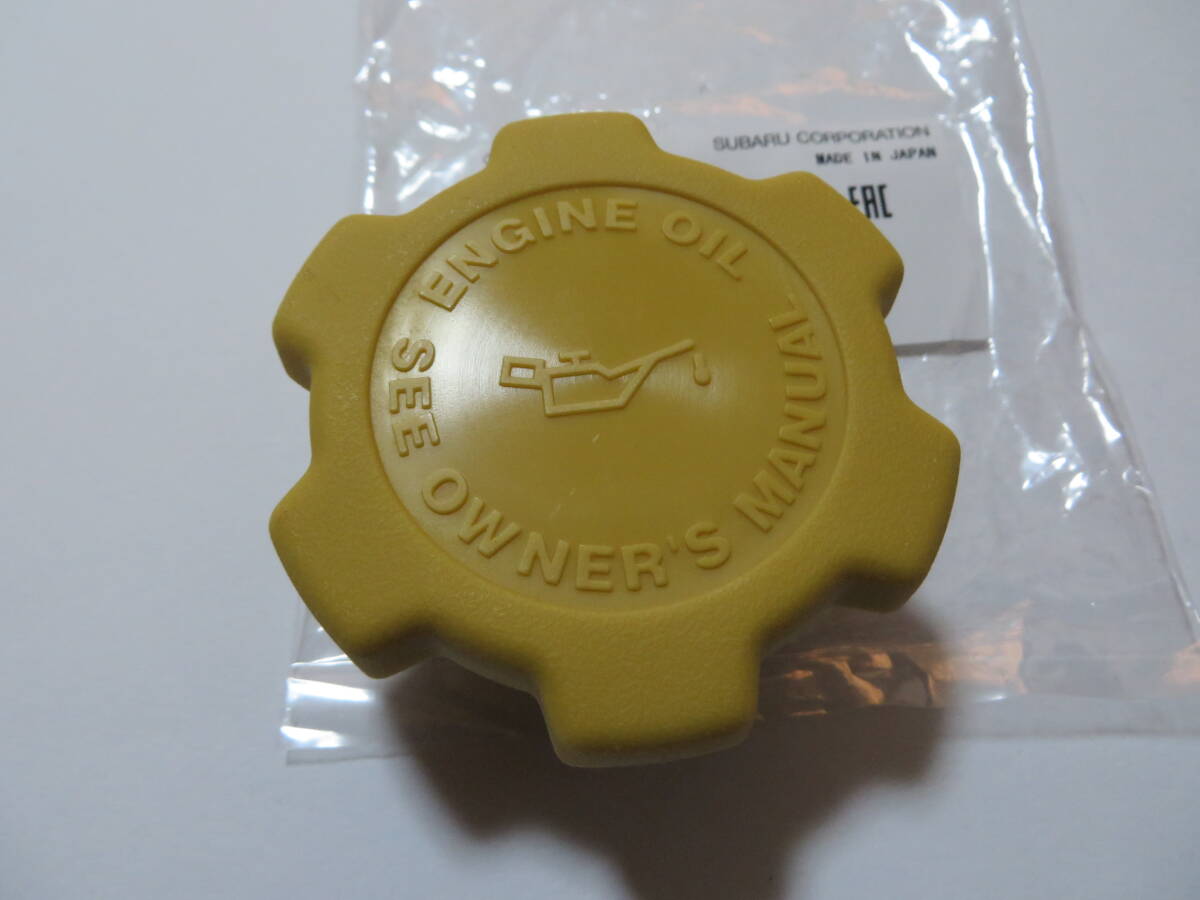 SUBARU CORPORATION
MADE IN JAPAN
EAC
ENGINE OIL
SEE OWNER'S MANUAL